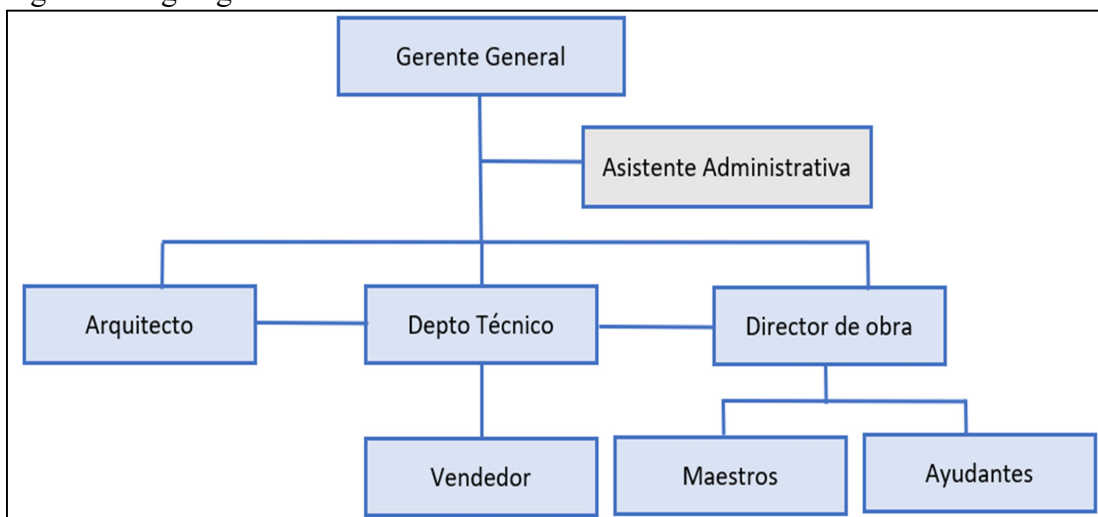 Gerente General
Asistente Administrativa
Arquitecto
Depto Técnico
Director de obra
Vendedor
Maestros
Ayudantes